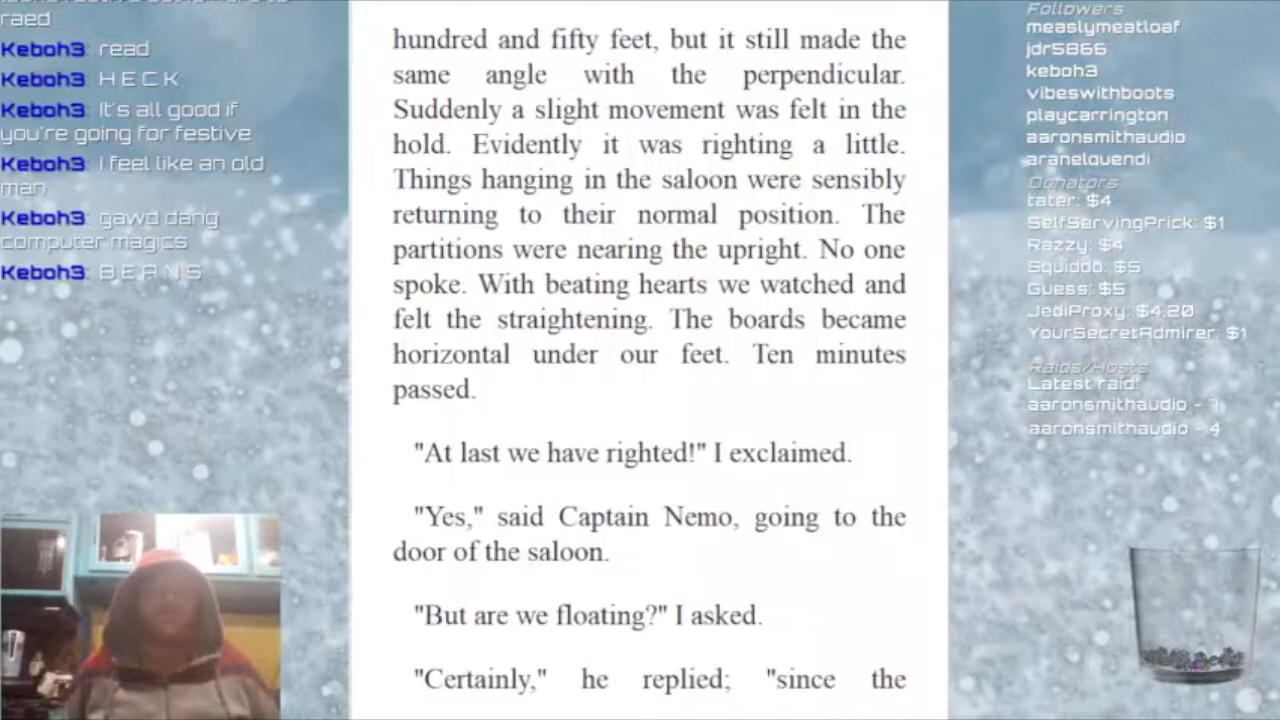 raed
Keboh3: read
Keboh3: H E C K
Keboh3: It's all good if
you're going for festive
Keboh3: I feel like an old
man
Keboh3: gawd dang
computer magics
Keboh3: B E A N S
hundred and fifty feet, but it still made the
same angle with the perpendicular.
Suddenly a slight movement was felt in the
hold. Evidently it was righting a little.
Things hanging in the saloon were sensibly
returning to their normal position. The
partitions were nearing the upright. No one
spoke. With beating hearts we watched and
felt the straightening. The boards became
horizontal under our feet. Ten minutes
passed.
"At last we have righted!" I exclaimed.
"Yes," said Captain Nemo, going to the
door of the saloon.
"But are we floating?" I asked.
"Certainly," he replied; "since the
Followers
measlymeatloaf
jdr5866
keboh3
vibeswithboots
playcarrington
aaronsmithaudio
aranelquendi
Donators
tater: $4
SelfServingPrick: $1
Razzy: $4
Squidoo: $5
Guess: $5
JediProxy: $4.20
YourSecretAdmirer: $1
Raids/Hosts
Latest raid:
aaronsmithaudio -
aaronsmithaudio - 4